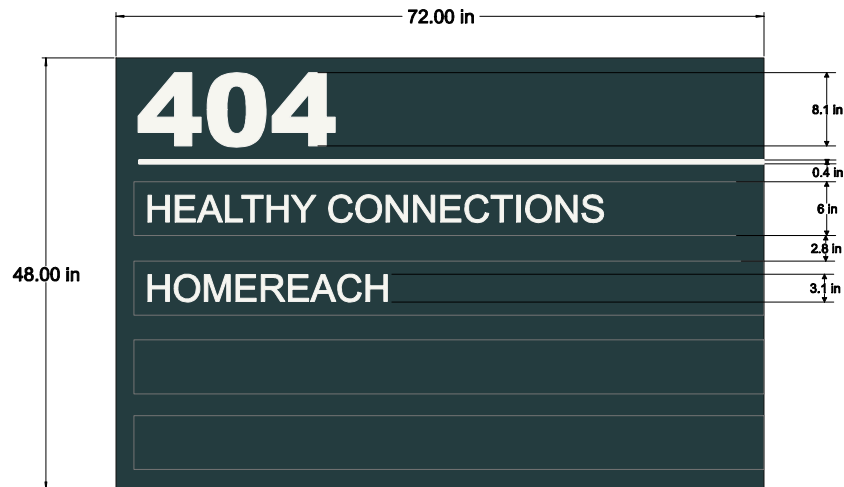 72.00 in
404
8.1 in
0.4 in
HEALTHY CONNECTIONS
6 in
2.8 in
48.00 in
HOMEREACH
3.1 in